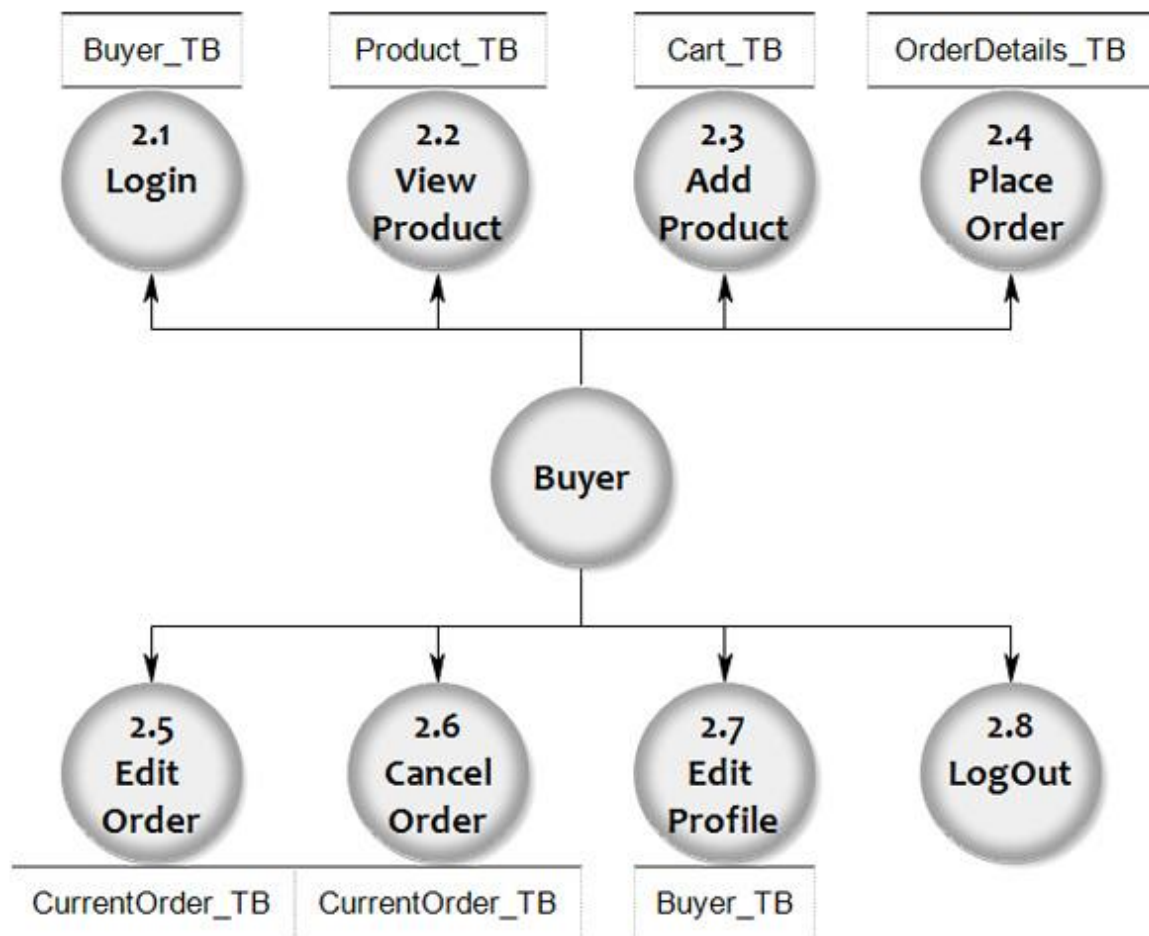 Buyer_TB
Product_TB
Cart_TB
OrderDetails_TB
2.1
Login
2.2
View
Product
2.3
Add
Product
2.4
Place
Order
Buyer
2.5
Edit
Order
2.6
Cancel
Order
2.7
Edit
Profile
2.8
LogOut
CurrentOrder_TB
CurrentOrder_TB
Buyer_TB